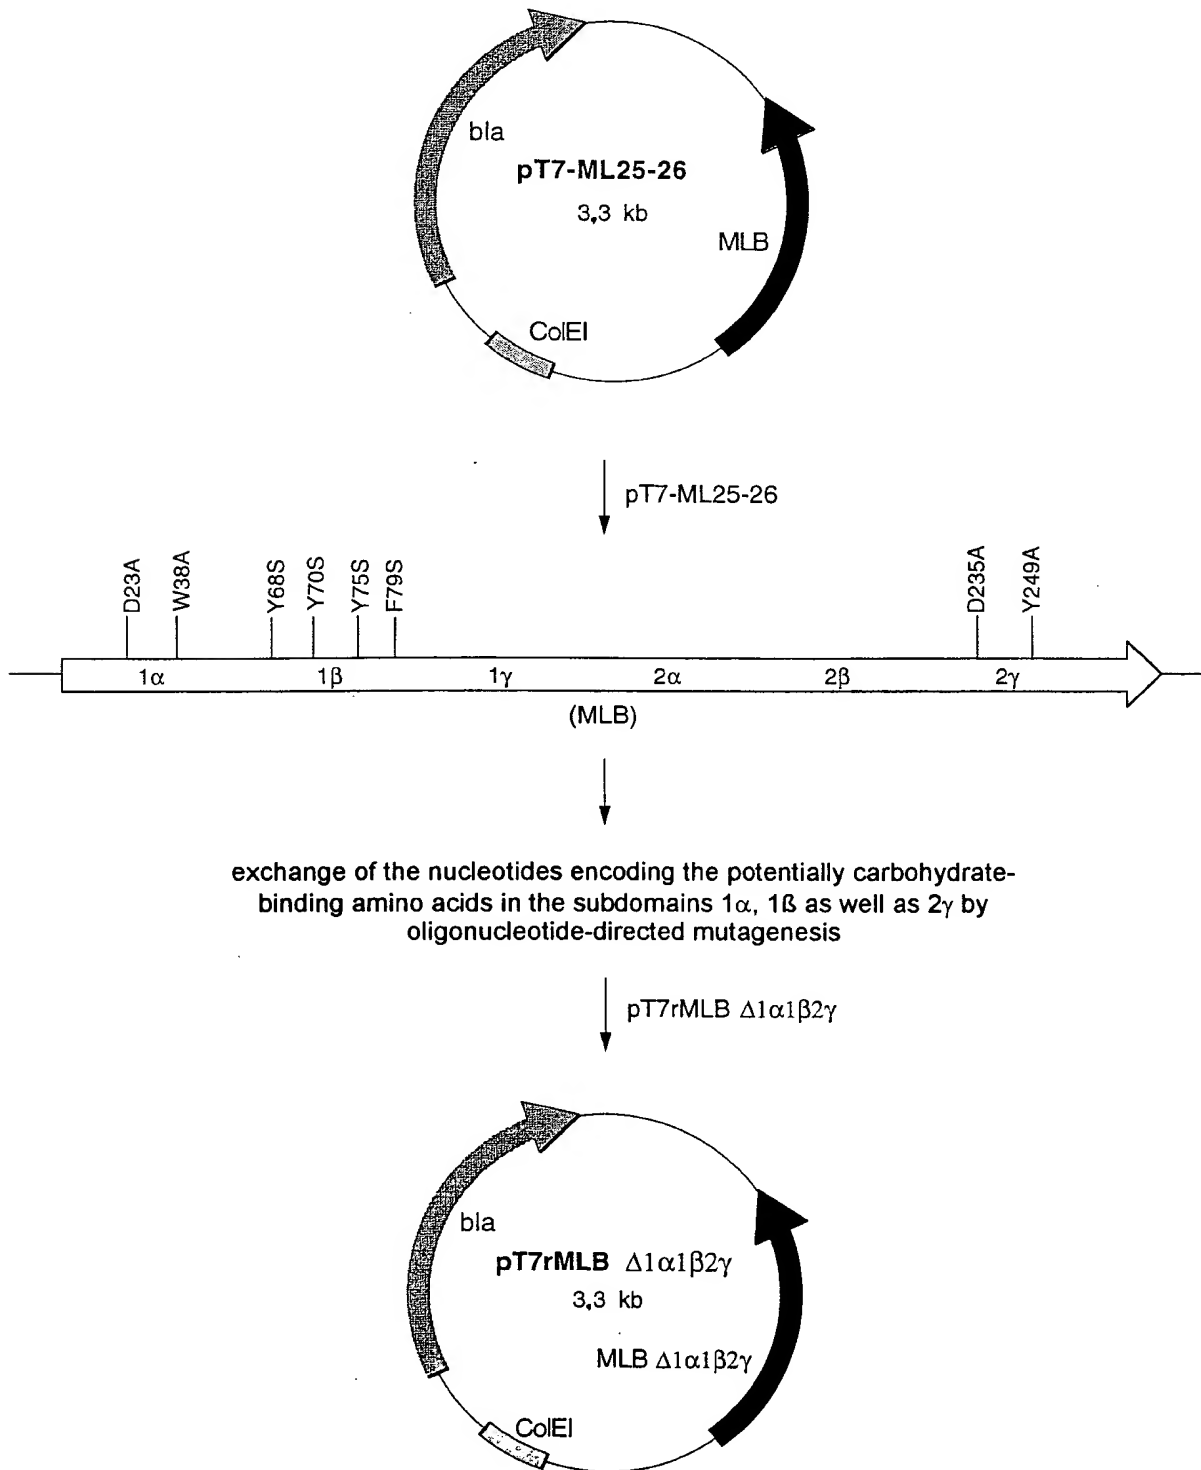 bla
pT7-ML25-26
3,3 kb
MLB
ColEI
pT7-ML25-26
D23A
W38A
Y68S
Y70S
Y75S
F79S
D235A
Y249A
1α 1β 1γ 2α 2β 2γ
(MLB)
exchange of the nucleotides encoding the potentially carbohydrate-
binding amino acids in the subdomains 1α, 1ß as well as 2γ by
oligonucleotide-directed mutagenesis
pT7rMLB Δ1α1β2γ
bla
pT7rMLB Δ1α1β2γ
3,3 kb
MLB Δ1α1β2γ
ColEI